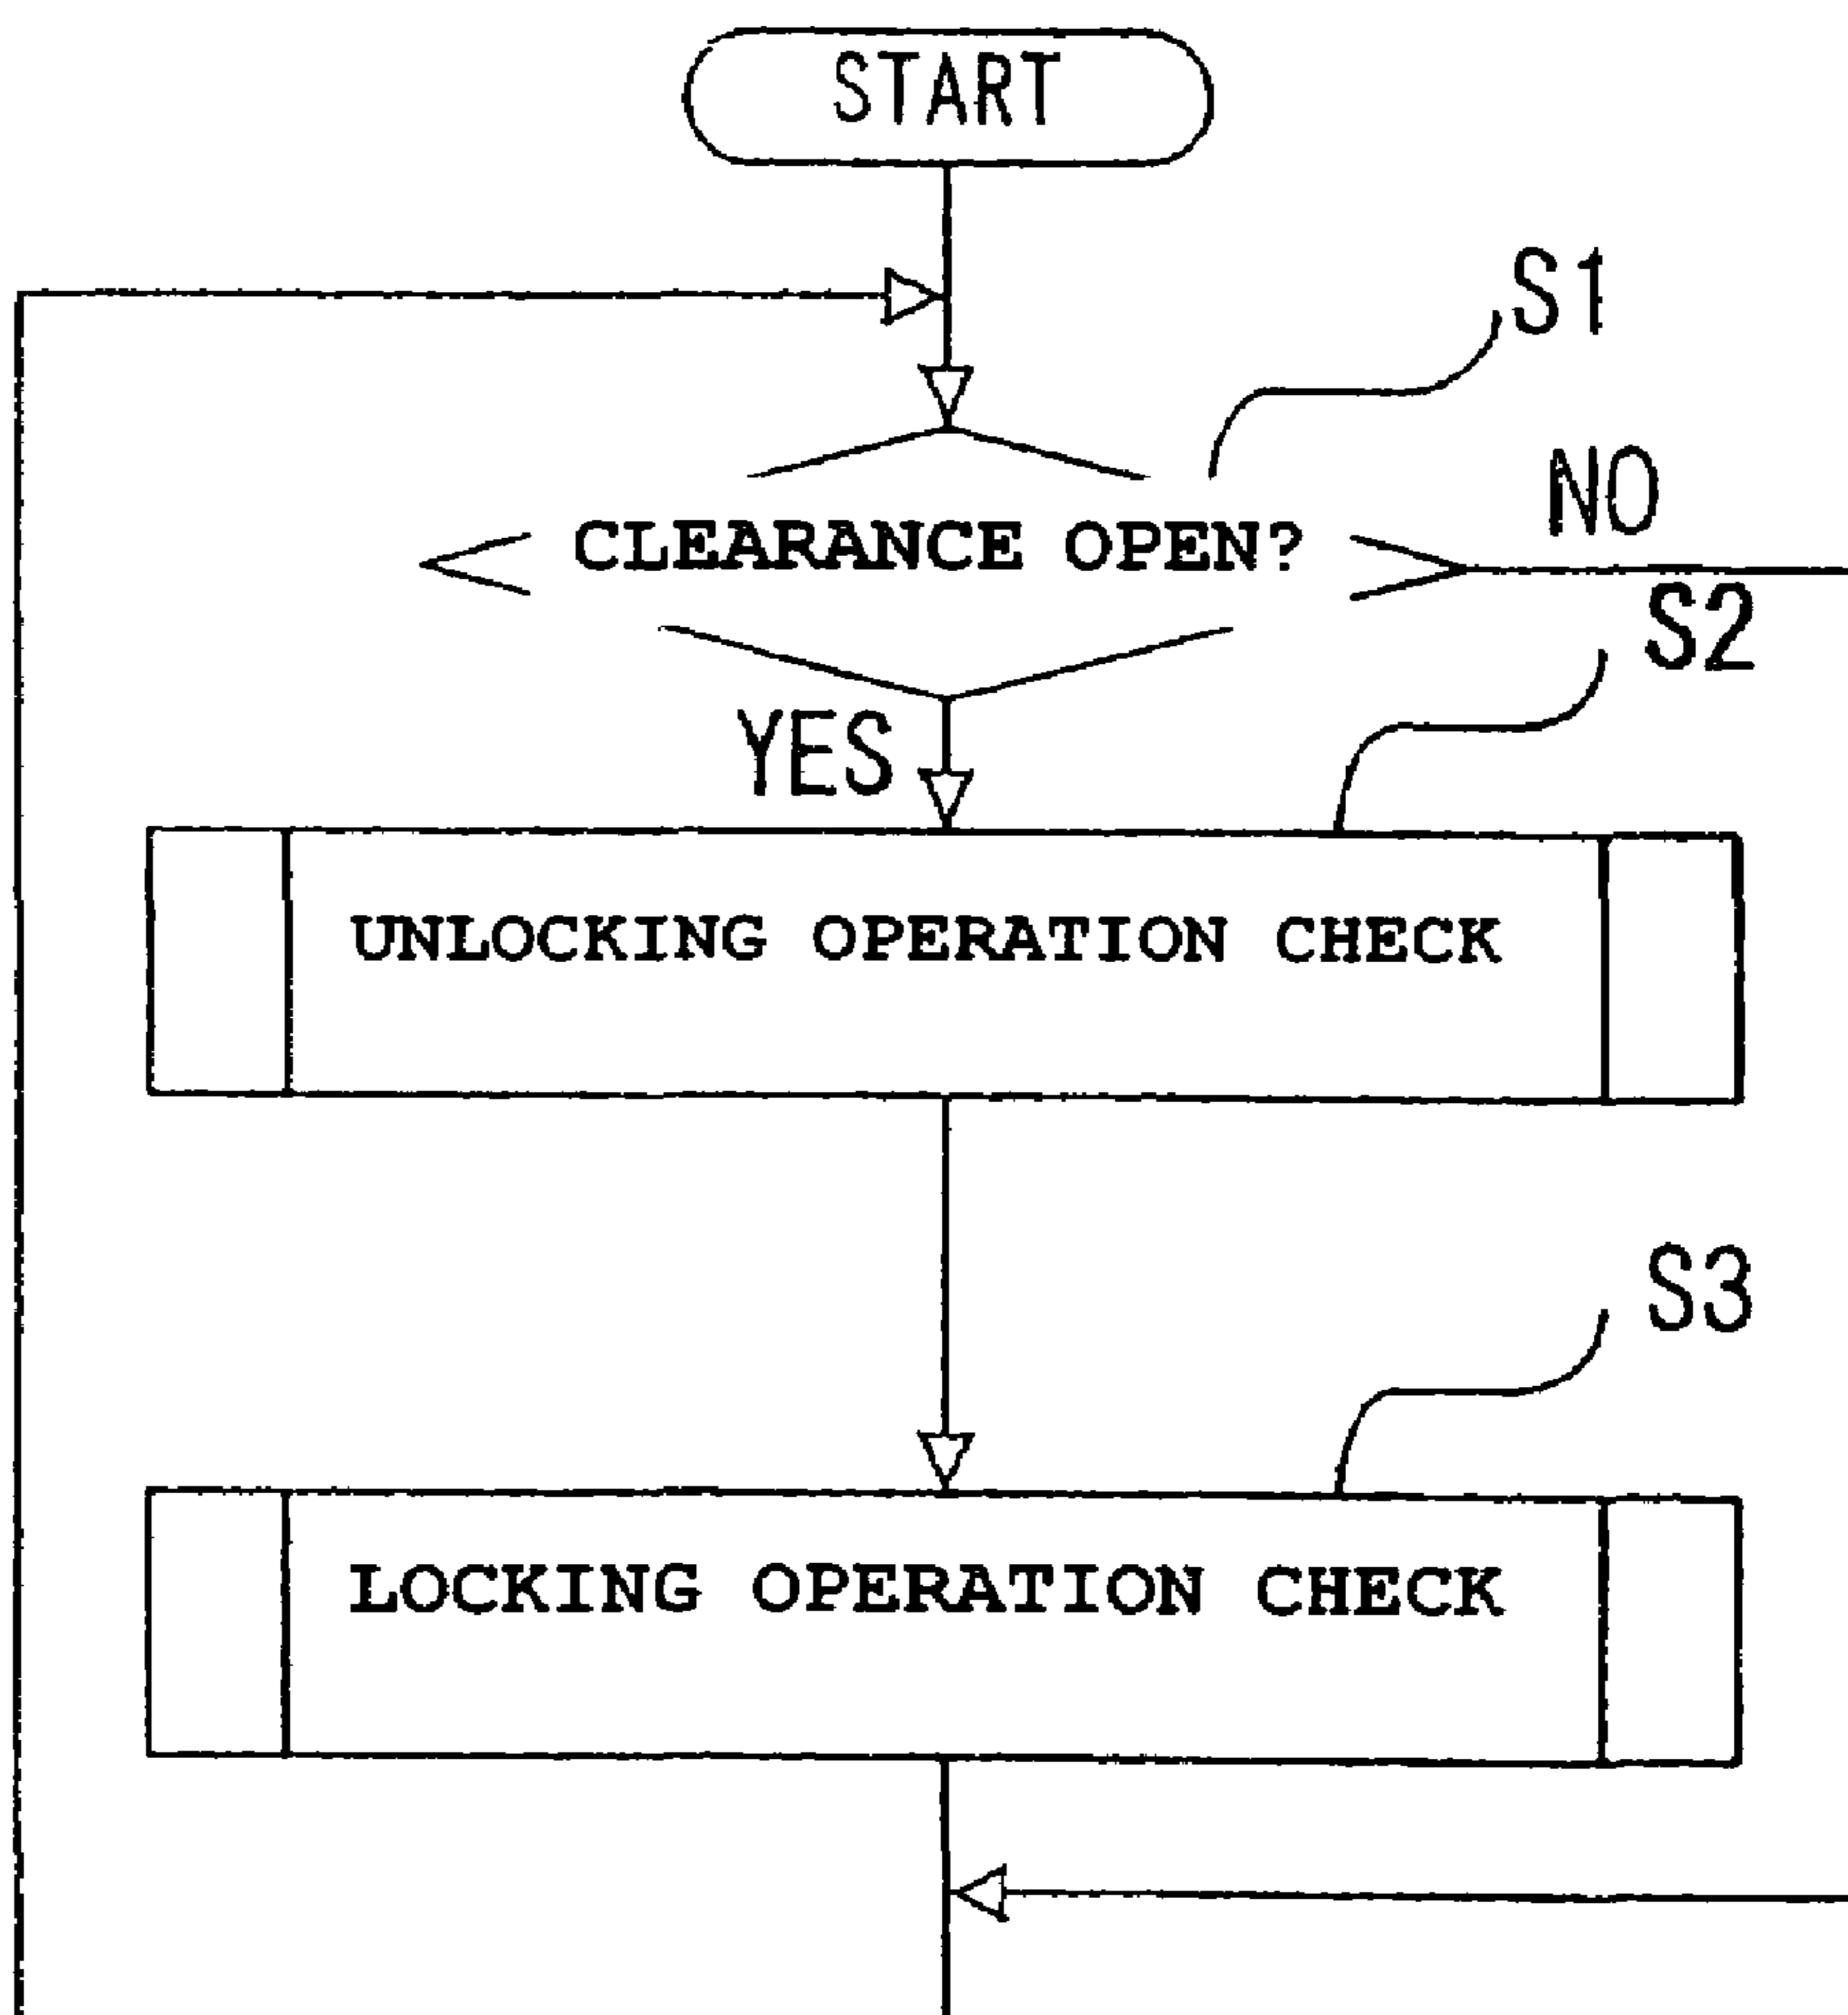 START
S1
CLEARANCE OPEN?
NO
S2
YES
UNLOCKING OPERATION CHECK
S3
LOCKING OPERATION CHECK